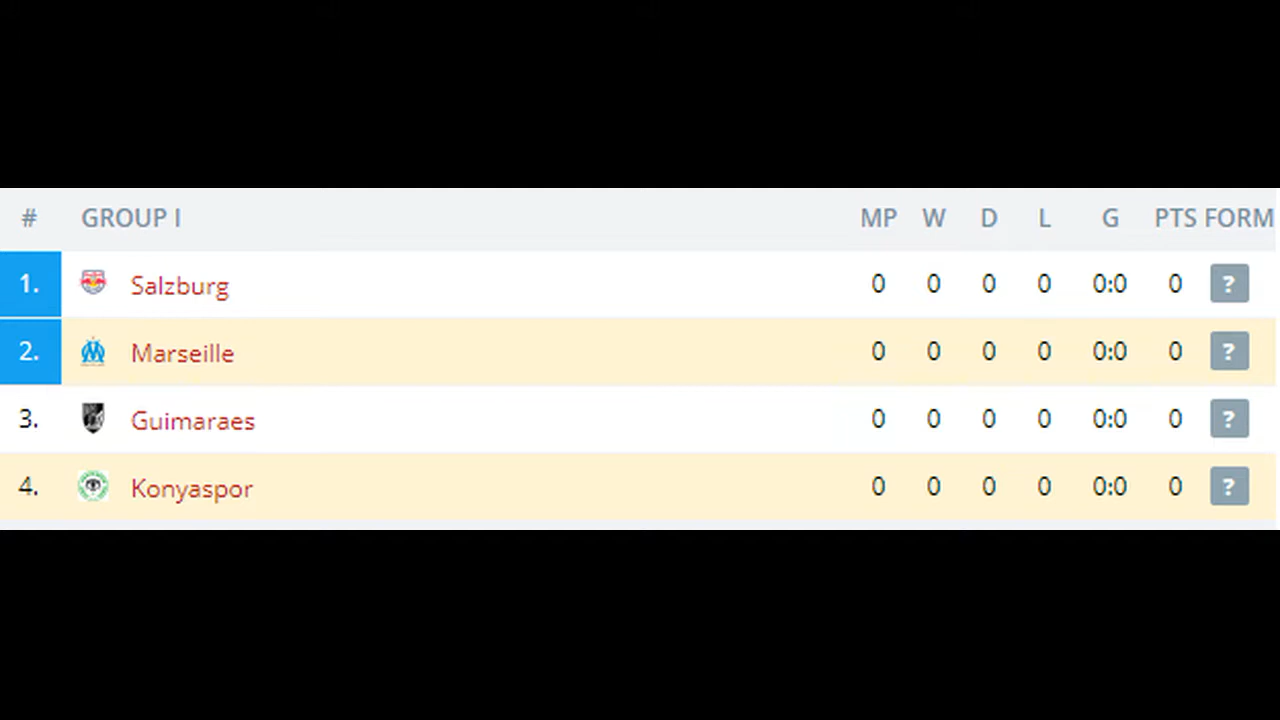 # GROUP I MP W D L G PTS FORM
1. Salzburg 0 0 0 0 0:0 0 ?
2. Marseille 0 0 0 0 0:0 0 ?
3. Guimaraes 0 0 0 0 0:0 0 ?
4. Konyaspor 0 0 0 0 0:0 0 ?